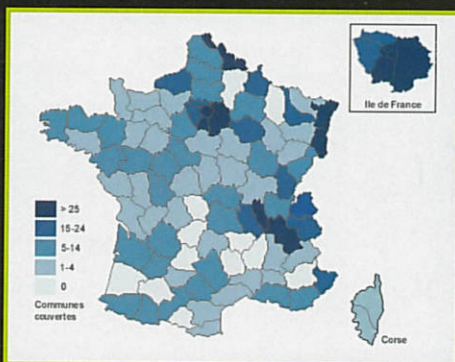 Ile de France
> 25
15-24
5-14
1-4
0
Communes
couvertes
Corse